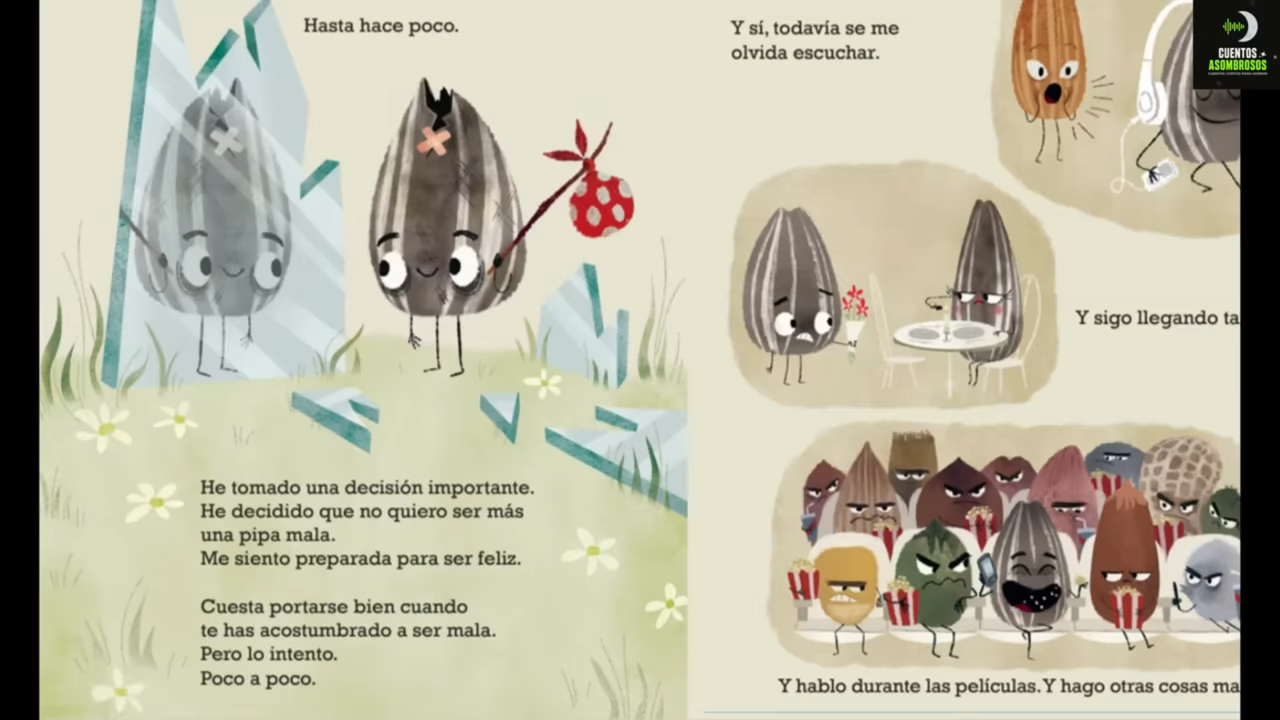 Hasta hace poco.
He tomado una decisión importante.
He decidido que no quiero ser más
una pipa mala.
Me siento preparada para ser feliz.
Cuesta portarse bien cuando
te has acostumbrado a ser mala.
Pero lo intento.
Poco a poco.
Y sí, todavía se me
olvida escuchar.
Y sigo llegando
Y hablo durante las películas. Y hago otras cosas
CUENTOS
ASOMBROSOS